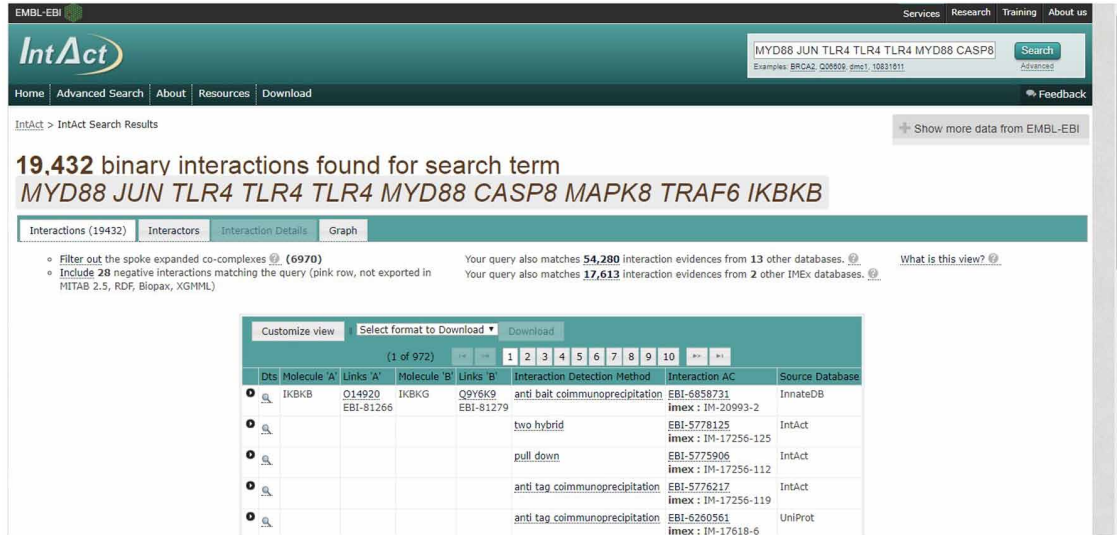 EMBL-EBI
Services Research Training About us
IntAct
MYD88 JUN TLR4 TLR4 TLR4 MYD88 CASP8 Search
Examples: BRCA2, Q06609, dmc1, 10831611 Advanced
Home Advanced Search About Resources Download Feedback
IntAct > IntAct Search Results
Show more data from EMBL-EBI
19,432 binary interactions found for search term
MYD88 JUN TLR4 TLR4 TLR4 MYD88 CASP8 MAPK8 TRAF6 IKBKB
Interactions (19432) Interactors Interaction Details Graph
Filter out the spoke expanded co-complexes (6970)
Include 28 negative interactions matching the query (pink row, not exported in
MITAB 2.5, RDF, Biopax, XGMML)
Your query also matches 54,280 interaction evidences from 13 other databases.
Your query also matches 17,613 interaction evidences from 2 other IMEx databases.
What is this view?
Customize view Select format to Download Download
(1 of 972) 1 2 3 4 5 6 7 8 9 10
Dts Molecule 'A' Links 'A' Molecule 'B' Links 'B' Interaction Detection Method Interaction AC Source Database
IKBKB O14920 IKBKG Q9Y6K9 anti bait coimmunoprecipitation EBI-6858731 InnateDB
EBI-81266 EBI-81279 imex : IM-20993-2
two hybrid EBI-5778125 IntAct
imex : IM-17256-125
pull down EBI-5775906 IntAct
imex : IM-17256-112
anti tag coimmunoprecipitation EBI-5776217 IntAct
imex : IM-17256-119
anti tag coimmunoprecipitation EBI-6260561 UniProt
imex : IM-17618-6